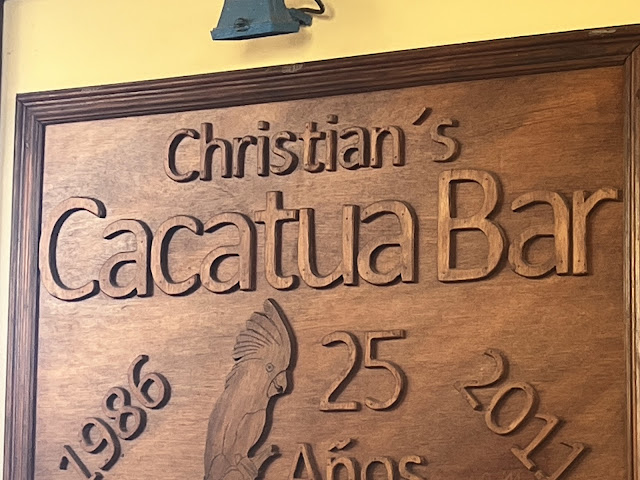 Christian´s
Cacatua Bar
1986
25
Años
2011